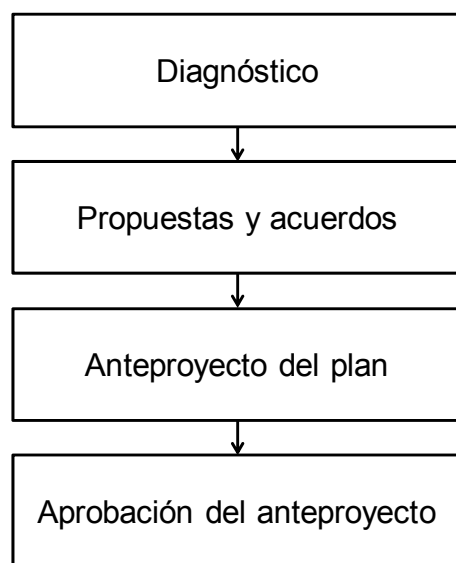 Diagnóstico
Propuestas y acuerdos
Anteproyecto del plan
Aprobación del anteproyecto